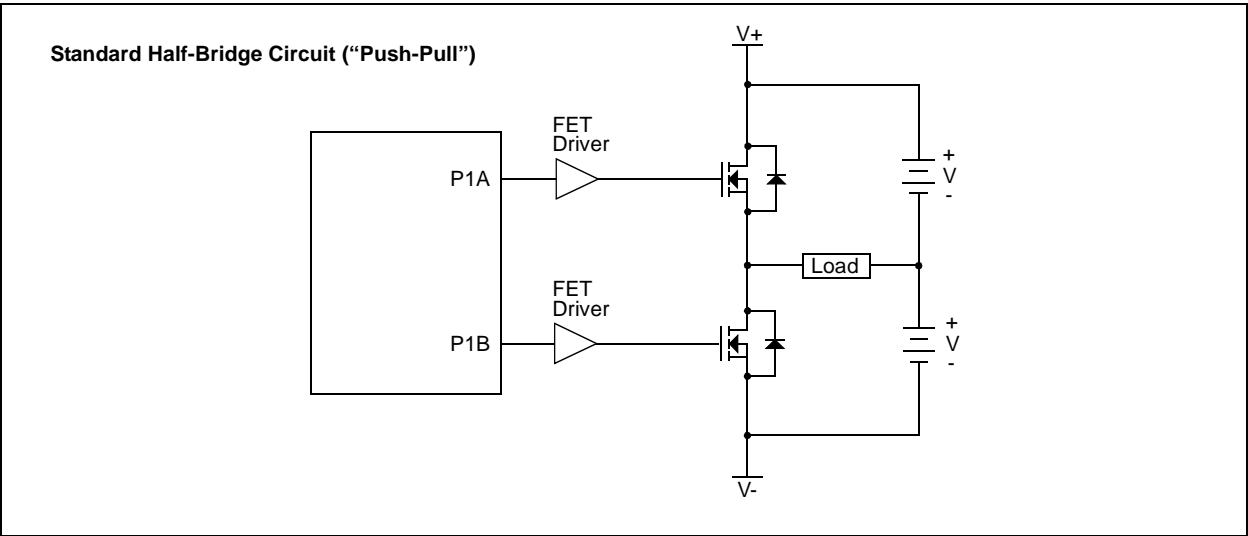 Standard Half-Bridge Circuit (“Push-Pull”)
V+
FET
Driver
P1A
+
V
-
Load
FET
Driver
P1B
+
V
-
V-